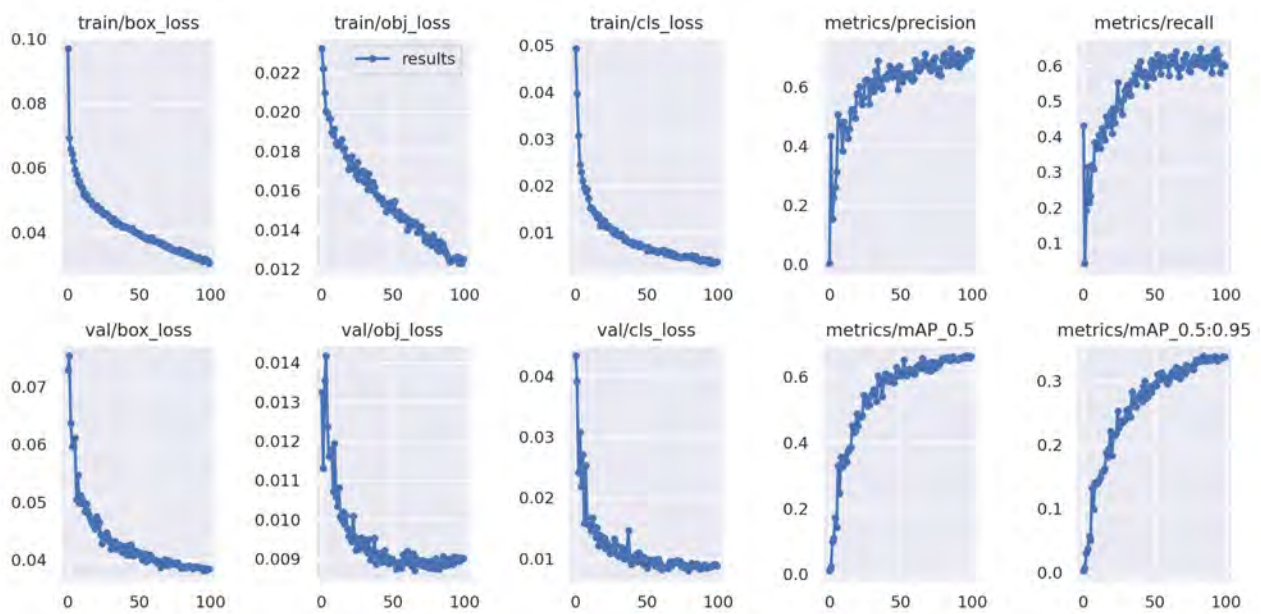 train/box_loss
train/obj_loss
train/cls_loss
metrics/precision
metrics/recall
0.10
0.08
0.06
0.04
0 50 100
results
0.022
0.020
0.018
0.016
0.014
0.012
0 50 100
0.05
0.04
0.03
0.02
0.01
0 50 100
0.6
0.4
0.2
0.0
0 50 100
0.6
0.5
0.4
0.3
0.2
0.1
0 50 100
val/box_loss
val/obj_loss
val/cls_loss
metrics/mAP_0.5
metrics/mAP_0.5:0.95
0.07
0.06
0.05
0.04
0 50 100
0.014
0.013
0.012
0.011
0.010
0.009
0 50 100
0.04
0.03
0.02
0.01
0 50 100
0.6
0.4
0.2
0.0
0 50 100
0.3
0.2
0.1
0.0
0 50 100